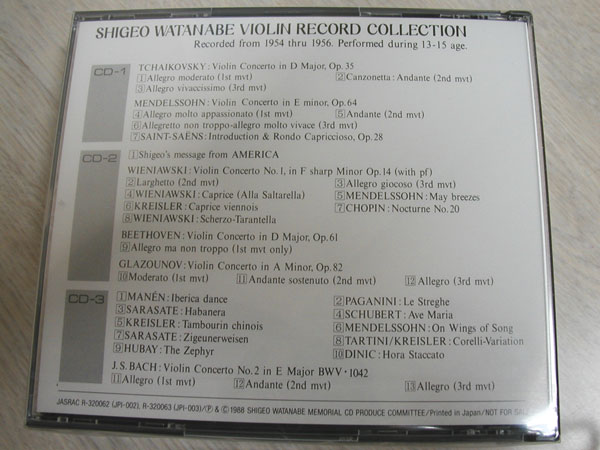 SHIGEO WATANABE VIOLIN RECORD COLLECTION
Recorded from 1954 thru 1956. Performed during 13-15 age.
CD-1
TCHAIKOVSKY: Violin Concerto in D Major, Op. 35
1 Allegro moderato (1st mvt) 2 Canzonetta: Andante (2nd mvt)
3 Allegro vivaccissimo (3rd mvt)
MENDELSSOHN: Violin Concerto in E minor, Op. 64
4 Allegro molto appassionato (1st mvt) 5 Andante (2nd mvt)
6 Allegretto non troppo-allegro molto vivace (3rd mvt)
7 SAINT-SAËNS: Introduction & Rondo Capriccioso, Op. 28
CD-2
1 Shigeo's message from AMERICA
WIENIAWSKI: Violin Concerto No. 1, in F sharp Minor Op. 14 (with pf)
2 Larghetto (2nd mvt) 3 Allegro giocoso (3rd mvt)
4 WIENIAWSKI: Caprice (Alla Saltarella) 5 MENDELSSOHN: May breezes
6 KREISLER: Caprice viennois 7 CHOPIN: Nocturne No. 20
8 WIENIAWSKI: Scherzo-Tarantella
BEETHOVEN: Violin Concerto in D Major, Op. 61
9 Allegro ma non troppo (1st mvt only)
GLAZOUNOV: Violin Concerto in A Minor, Op. 82
10 Moderato (1st mvt) 11 Andante sostenuto (2nd mvt) 12 Allegro (3rd mvt)
CD-3
1 MANÉN: Iberica dance 2 PAGANINI: Le Streghe
3 SARASATE: Habanera 4 SCHUBERT: Ave Maria
5 KREISLER: Tambourin chinois 6 MENDELSSOHN: On Wings of Song
7 SARASATE: Zigeunerweisen 8 TARTINI/KREISLER: Corelli-Variation
9 HUBAY: The Zephyr 10 DINIC: Hora Staccato
J. S. BACH: Violin Concerto No. 2 in E Major BWV・1042
11 Allegro (1st mvt) 12 Andante (2nd mvt) 13 Allegro (3rd mvt)
JASRAC R-320062 (JPI-002), R-320063 (JPI-003)/Ⓟ & © 1988 SHIGEO WATANABE MEMORIAL CD PRODUCE COMMITTEE/Printed in Japan/NOT FOR SALE